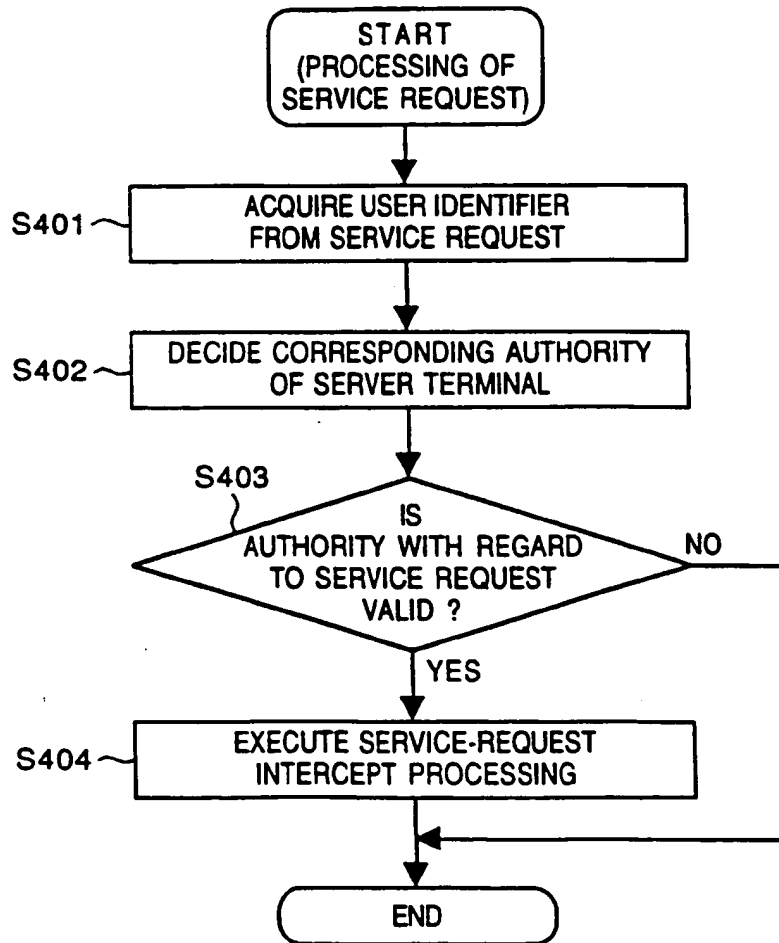 START
(PROCESSING OF
SERVICE REQUEST)
S401
ACQUIRE USER IDENTIFIER
FROM SERVICE REQUEST
S402
DECIDE CORRESPONDING AUTHORITY
OF SERVER TERMINAL
S403
IS
AUTHORITY WITH REGARD
TO SERVICE REQUEST
VALID ?
NO
YES
S404
EXECUTE SERVICE-REQUEST
INTERCEPT PROCESSING
END